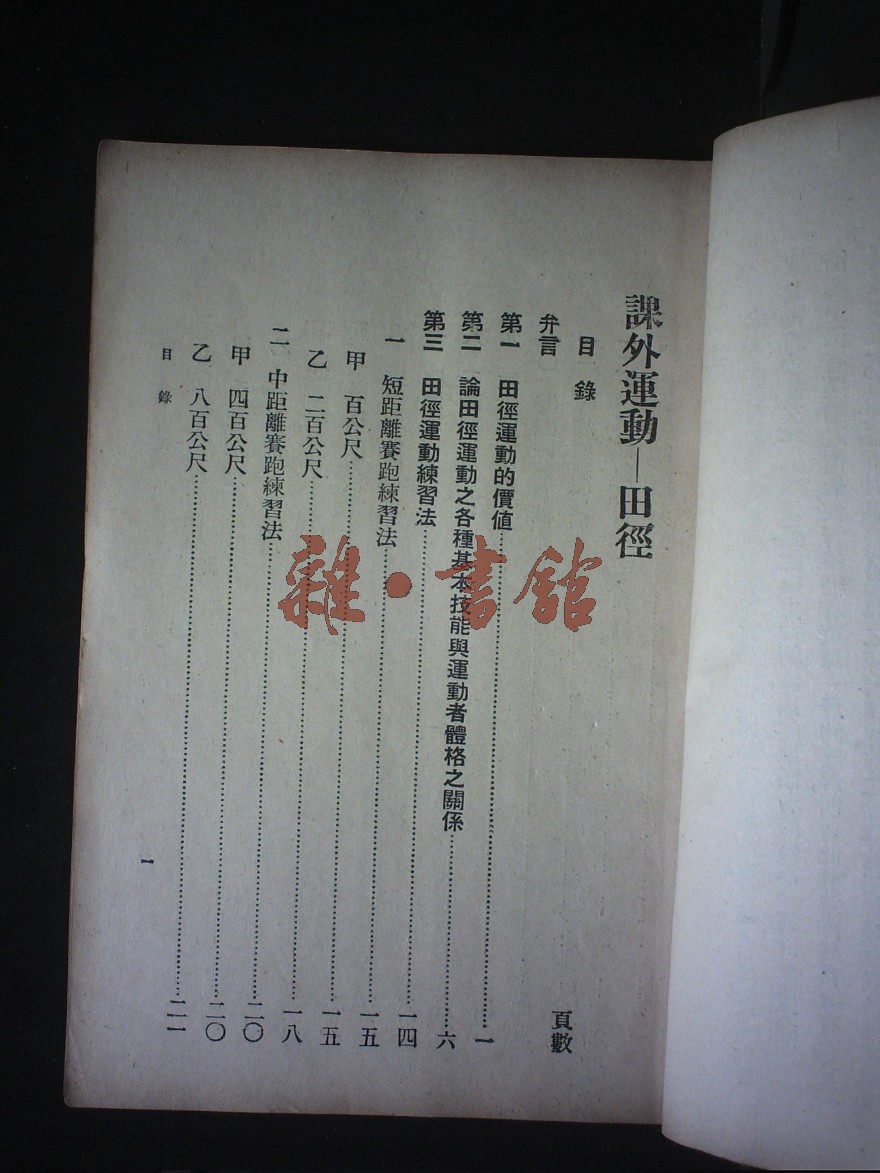 課外運動—田徑
目錄 頁數
弁言
第一 田徑運動的價值……一
第二 論田徑運動之各種基本技能與運動者體格之關係……六
第三 田徑運動練習法……一四
一 短距離賽跑練習法……一五
甲 百公尺……一五
乙 二百公尺……一八
二 中距離賽跑練習法……二〇
甲 四百公尺……二〇
乙 八百公尺……二一
目錄 一
雜·書館